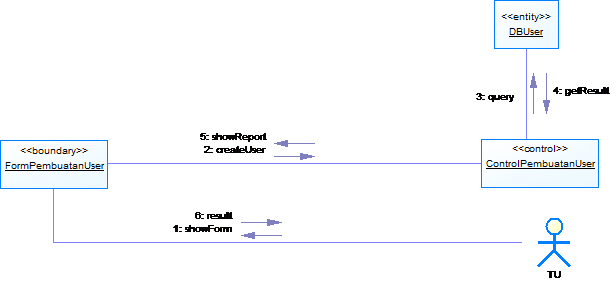 <<entity>>
DBUser
3: query
4: getResult
5: showReport
2: createUser
<<boundary>>
FormPembuatanUser
<<control>>
ControlPembuatanUser
6: result
1: showForm
TU